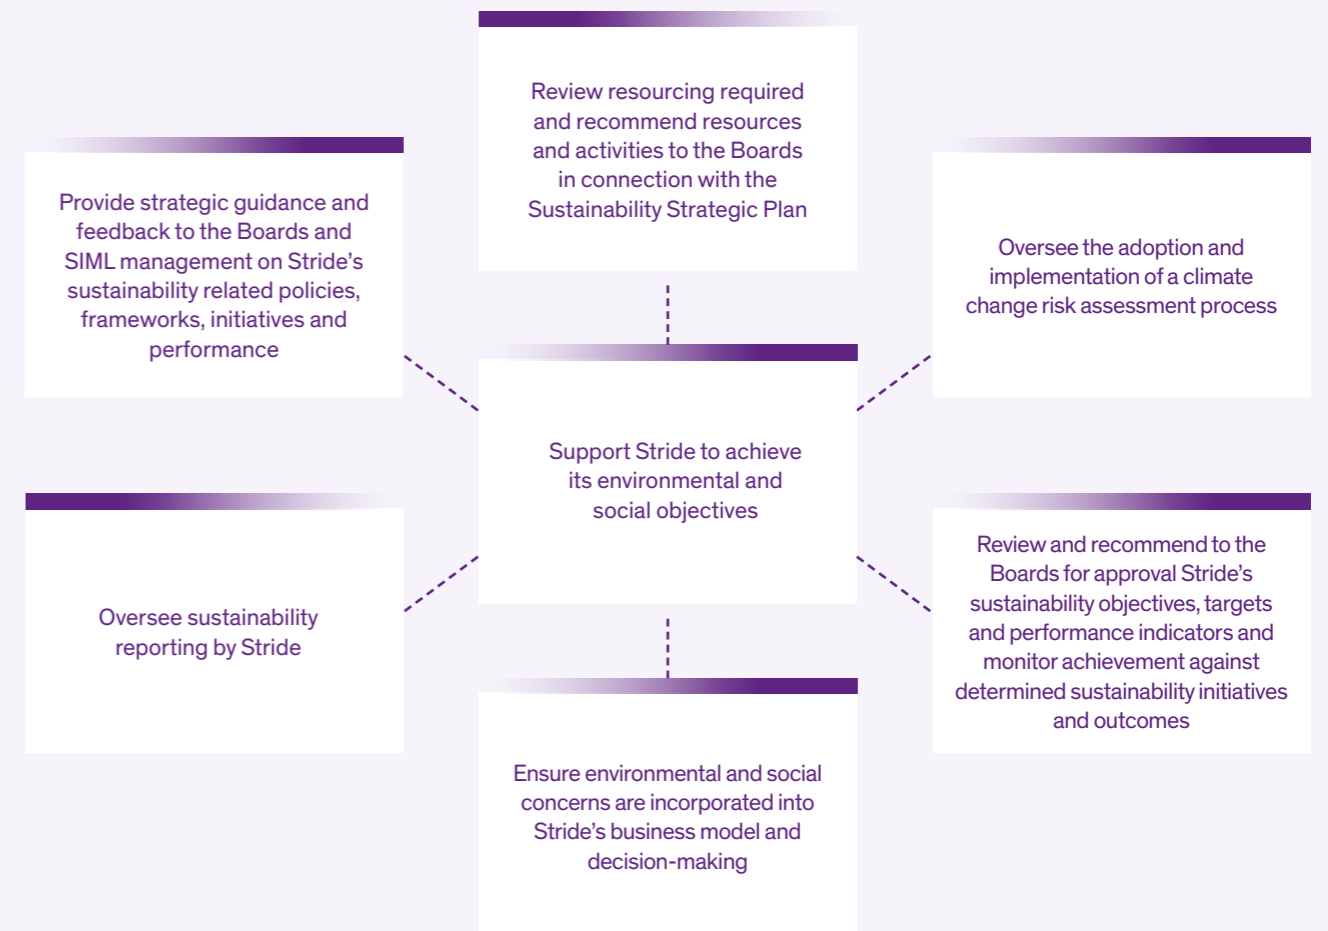 Review resourcing required
and recommend resources
and activities to the Boards
in connection with the
Sustainability Strategic Plan
Provide strategic guidance and
feedback to the Boards and
SIML management on Stride’s
sustainability related policies,
frameworks, initiatives and
performance
Oversee the adoption and
implementation of a climate
change risk assessment process
Support Stride to achieve
its environmental and
social objectives
Oversee sustainability
reporting by Stride
Review and recommend to the
Boards for approval Stride’s
sustainability objectives, targets
and performance indicators and
monitor achievement against
determined sustainability initiatives
and outcomes
Ensure environmental and social
concerns are incorporated into
Stride’s business model and
decision-making